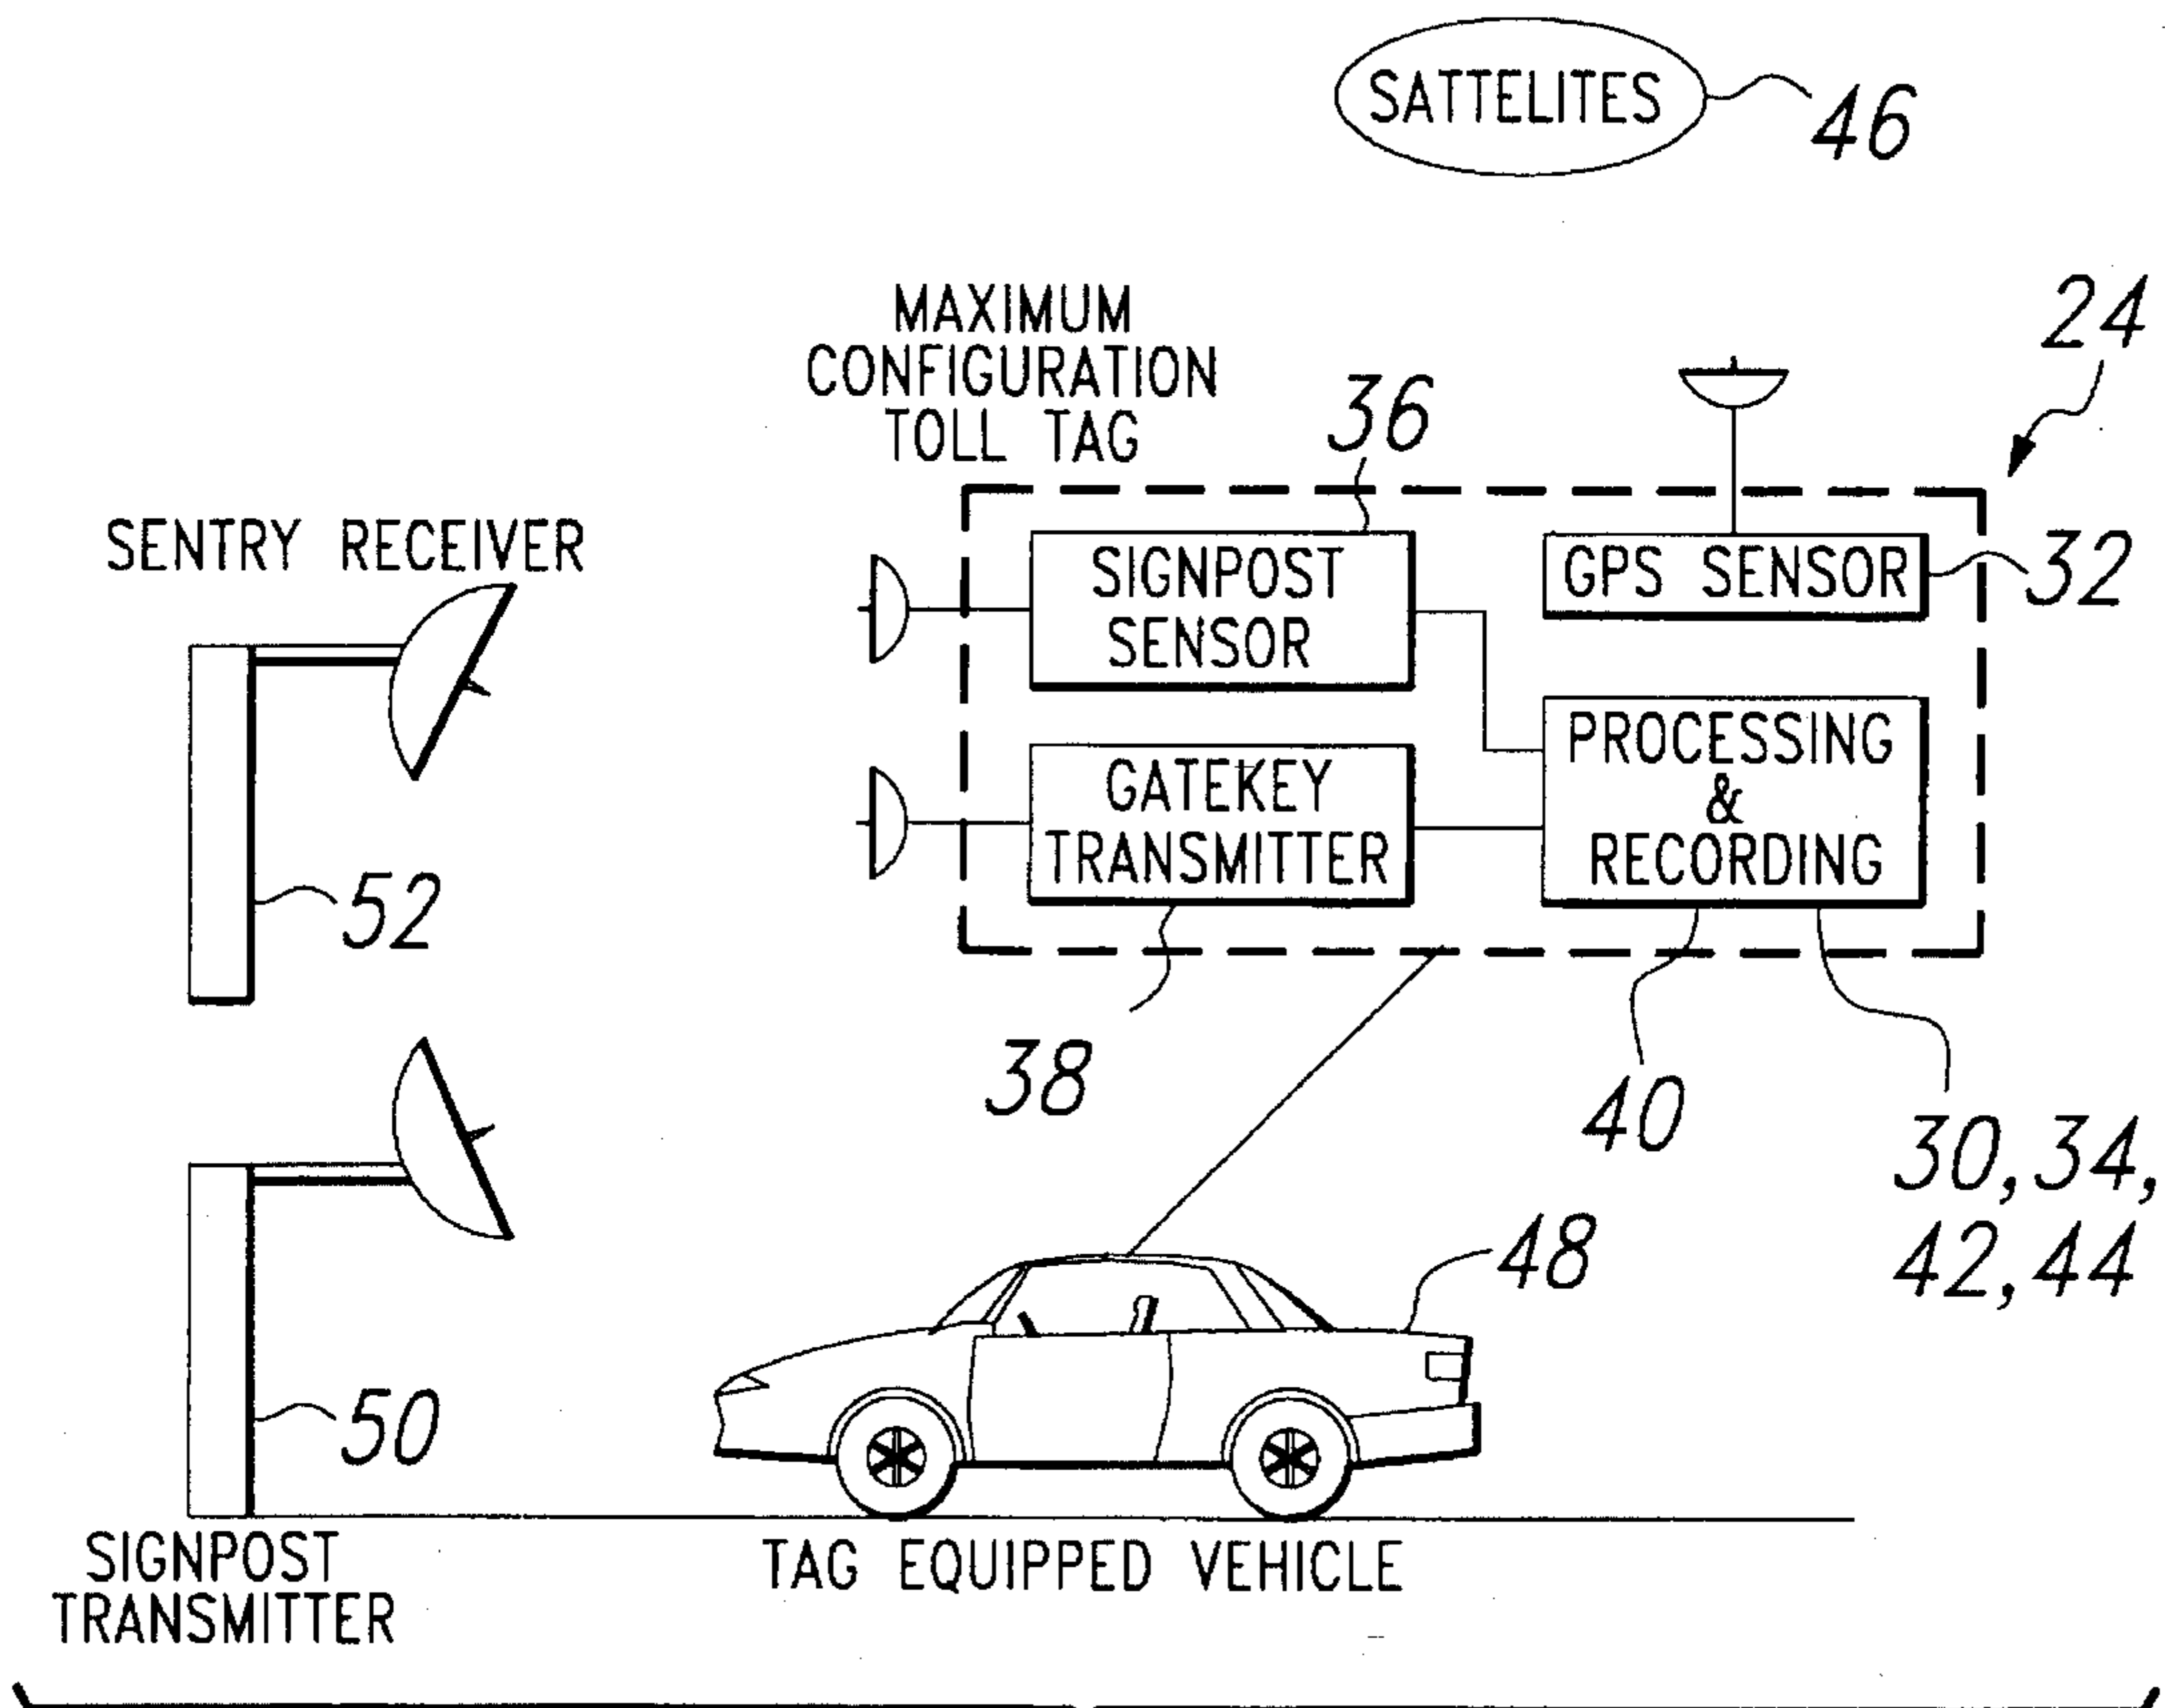 SATTELITES
46
24
MAXIMUM
CONFIGURATION
TOLL TAG
36
SENTRY RECEIVER
SIGNPOST
SENSOR
GPS SENSOR
32
GATEKEY
TRANSMITTER
PROCESSING
&
RECORDING
52
38
40
30, 34,
42, 44
48
50
SIGNPOST
TRANSMITTER
TAG EQUIPPED VEHICLE